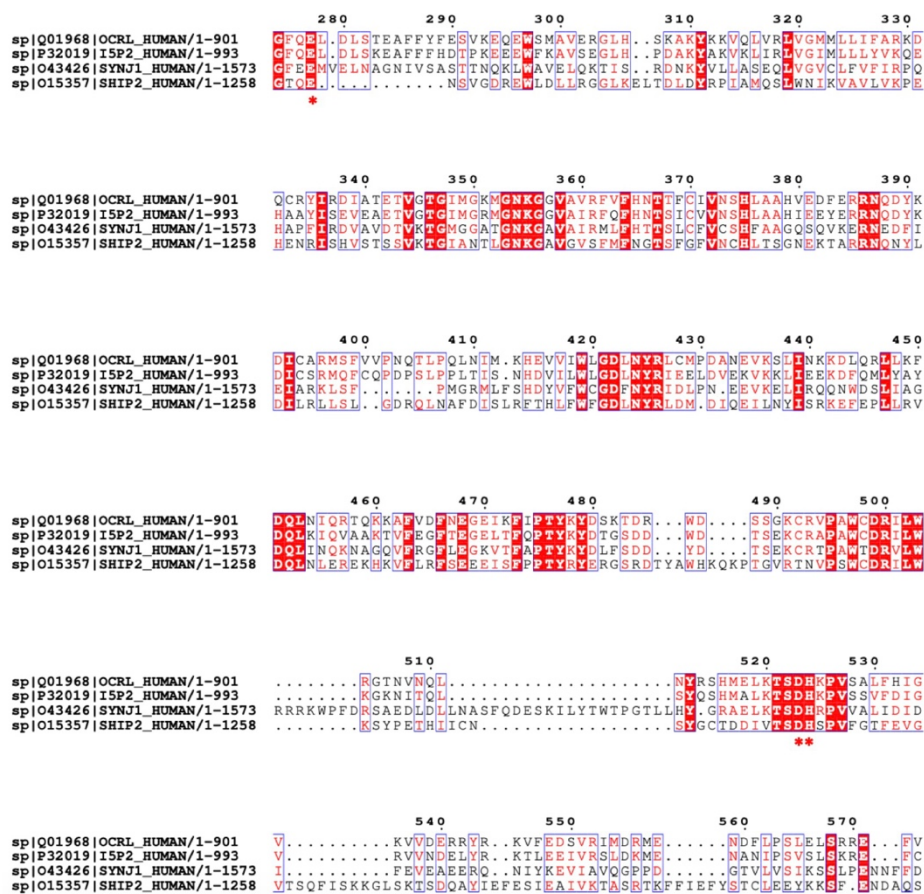 280 290 300 310 320 330
sp|Q01968|OCRL_HUMAN/1-901 GFQEL.DLSTEAFFYFESVKEQEWSMAVERGLH..SKAKYKKVQLVRLVGMMLLIFARKD
sp|P32019|I5P2_HUMAN/1-993 GFQELDLSKEAFFFHDTPKEEEWFKAVSEGLHPDAKYAKVKLIRLVGIMLLLYVKQE
sp|O43426|SYNJ1_HUMAN/1-1573 GFEEMVELNAGNIVSASTTNQKLWAVELQKTIS.RDNKYVLLASEQLVGVCLFVFIRPQ
sp|O15357|SHIP2_HUMAN/1-1258 GTQE..........NSVGDREWLDLLRGGLKELTDLDYRPIAMQSLWNIKVAVLVKPE
*
340 350 360 370 380 390
sp|Q01968|OCRL_HUMAN/1-901 QCRYIRDIATETVGTGIMGKMGNKGGVAVRFVFHNTTFCIVNSHLAAHVEDFERRNQDYK
sp|P32019|I5P2_HUMAN/1-993 HAAYISEVEAETVGTGIMGRMGNKGGVAIRFQFHNTSICVVNSHLAAHIEEYERRNQDYK
sp|O43426|SYNJ1_HUMAN/1-1573 HAPFIRDVAVDTVKTGMGGATGNKGAVAIRMLFHTTSLCFVCSHFAAGQSQVKERNEDFI
sp|O15357|SHIP2_HUMAN/1-1258 HENRISHVSTSSVKTGIANTLGNKGAVGVSFMFNGTSFGFVNCHLTSGNEKTARRNQNYL
400 410 420 430 440 450
sp|Q01968|OCRL_HUMAN/1-901 DICARMSFVVPNQTLPQLNIM.KHEVVIWLGDLNYRLCMPDANEVKSLINKKDLQRLLKF
sp|P32019|I5P2_HUMAN/1-993 DICSRMQFCQPDPSLPPLTIS.NHDVILWLGDLNYRIEELDVEKVKKLIEEKDFQMLYAY
sp|O43426|SYNJ1_HUMAN/1-1573 EIARKLSF.....PMGRMLFSHDYVFWCGDFNYRIDLPN.EEVKELIRQQNWDSLIAG
sp|O15357|SHIP2_HUMAN/1-1258 DILRLLSL..GDRQLNAFDISLRFTHLFWFGDLNYRLDM.DIQEILNYISRKEFEPLLRV
460 470 480 490 500
sp|Q01968|OCRL_HUMAN/1-901 DQLNIQRTQKKAFVDFNEGEIKFIPTYKYDSKTDR...WD....SSGKCRVPAWCDRILW
sp|P32019|I5P2_HUMAN/1-993 DQLKIQVAAKTVFEGFTEGELTFQPTYKYDTGSDD...WD....TSEKCRAPAWCDRILW
sp|O43426|SYNJ1_HUMAN/1-1573 DQLINQKNAGQVFRGFLEGKVTFAPTYKYDLFSDD...YD....TSEKCRTPAWTDRVLW
sp|O15357|SHIP2_HUMAN/1-1258 DQLNLEREKHKVFLRFSEEEISFPPTYRYERGSRDTYAWHKQKPTGVRTNVPSWCDRILW
510 520 530
sp|Q01968|OCRL_HUMAN/1-901 ........RGTNVNQL...................NYRSHMELKTSDHKPVSALFHIG
sp|P32019|I5P2_HUMAN/1-993 ........KGKNITQL...................SYQSHMALKTSDHKPVSSVFDIG
sp|O43426|SYNJ1_HUMAN/1-1573 RRRKWPFDRSAEDLDLLNASFQDESKILYTWTPGTLLHY.GRAELKTSDHRPVVALIDID
sp|O15357|SHIP2_HUMAN/1-1258 ........KSYPETHIICN................SYGCTDDIVTSDHSPVFGTFEVG
**
540 550 560 570
sp|Q01968|OCRL_HUMAN/1-901 V...........KVVDERRYR..KVFEDSVRIMDRME.......NDFLPSLELSRRE...FV
sp|P32019|I5P2_HUMAN/1-993 V...........RVVNDELYR..KTLEEIVRSLDKME.......NANIPSVSLSKRE...FC
sp|O43426|SYNJ1_HUMAN/1-1573 I...........FEVEAEERQ..NIYKEVIAVQGPPD.......GTVLVSIKSSLPENNFFD
sp|O15357|SHIP2_HUMAN/1-1258 VTSQFISKKGLSKTSDQAYIEFESIEAIVKTASRTKFFIEFYSTCLEEYKKSFENDAQ